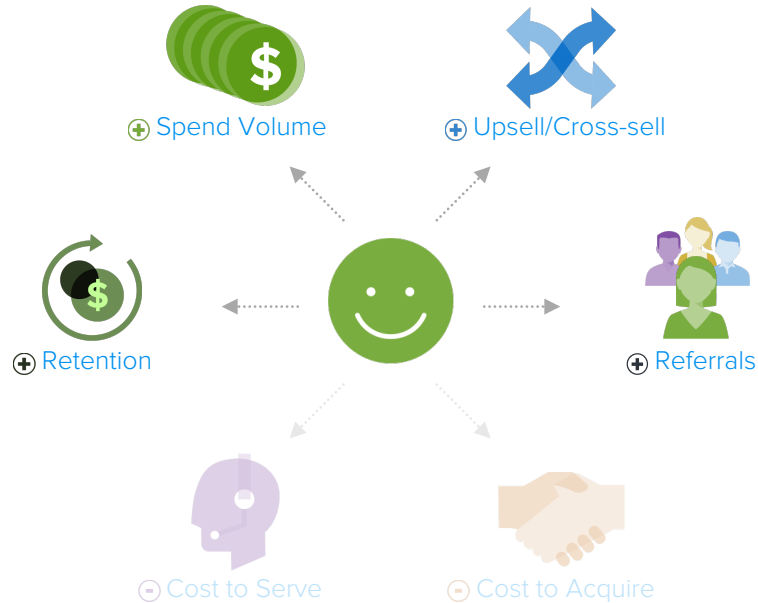 $
+ Spend Volume
+ Upsell/Cross-sell
$
+ Retention
+ Referrals
- Cost to Serve
- Cost to Acquire